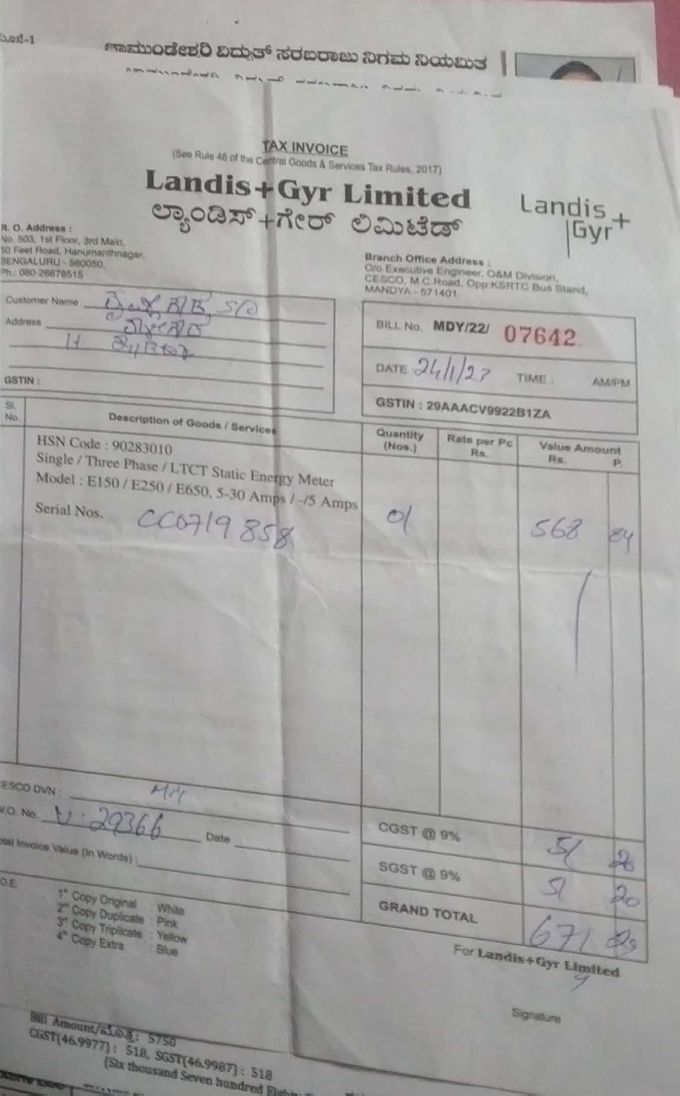 ಚಾಮುಂಡೇಶ್ವರಿ ವಿದ್ಯುತ್ ಸರಬರಾಜು ನಿಗಮ ನಿಯಮಿತ
TAX INVOICE
(See Rule 46 of the Central Goods & Services Tax Rules, 2017)
Landis+Gyr Limited
ಲ್ಯಾಂಡಿಸ್+ಗೇರ್ ಲಿಮಿಟೆಡ್
Landis+
Gyr
R. O. Address :
No. 503, 1st Floor, 3rd Main,
50 Feet Road, Hanumanthnagar,
BENGALURU - 560050.
Ph.: 080-26678515
Branch Office Address :
O/o Executive Engineer, O&M Division,
CESCO, M.C.Road, Opp:KSRTC Bus Stand,
MANDYA - 571401.
Customer Name
Address
GSTIN :
BILL No. MDY/22/ 07642
DATE 24/1/23 TIME : AM/PM
GSTIN : 29AAACV9922B1ZA
Sl. No. Description of Goods / Services Quantity (Nos.) Rate per Pc Rs. Value Amount Rs. P.
HSN Code : 90283010
Single / Three Phase / LTCT Static Energy Meter
Model : E150 / E250 / E650, 5-30 Amps / -/5 Amps
Serial Nos. CC0719858 01 568 84
CESCO DVN :
W.O. No. 29366 Date
Total Invoice Value (In Words) :
CGST @ 9% 51 20
SGST @ 9% 51 20
GRAND TOTAL 671
O.E.
1st Copy Original : White
2nd Copy Duplicate : Pink
3rd Copy Triplicate : Yellow
4th Copy Extra : Blue
For Landis+Gyr Limited
Signature
Bill Amount/ಮೊತ್ತ: 5750
CGST(46.9977) : 518, SGST(46.9987) : 518
(Six thousand Seven hundred Eighty